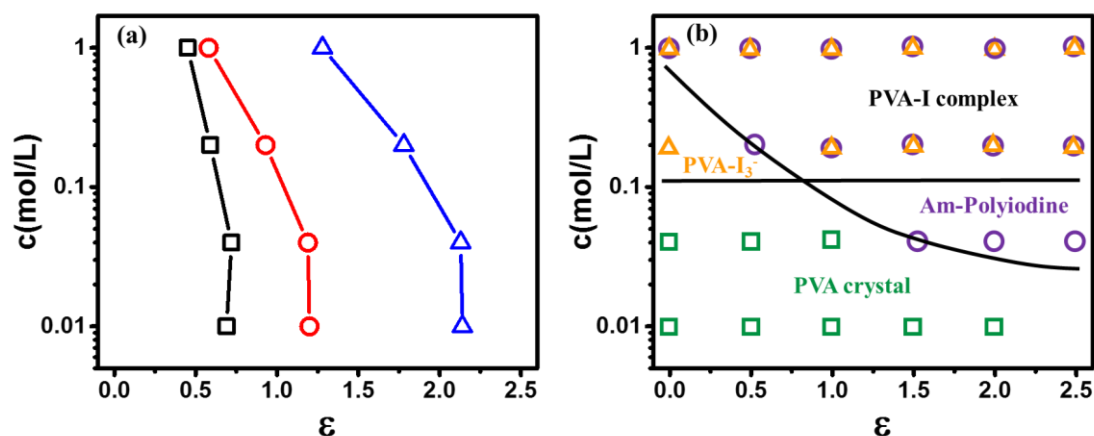 (a)
c(mol/L)
1
0.1
0.01
0.0 0.5 1.0 1.5 2.0 2.5
ε
(b)
c(mol/L)
1
0.1
0.01
PVA-I complex
PVA-I₃⁻
Am-Polyiodine
PVA crystal
0.0 0.5 1.0 1.5 2.0 2.5
ε